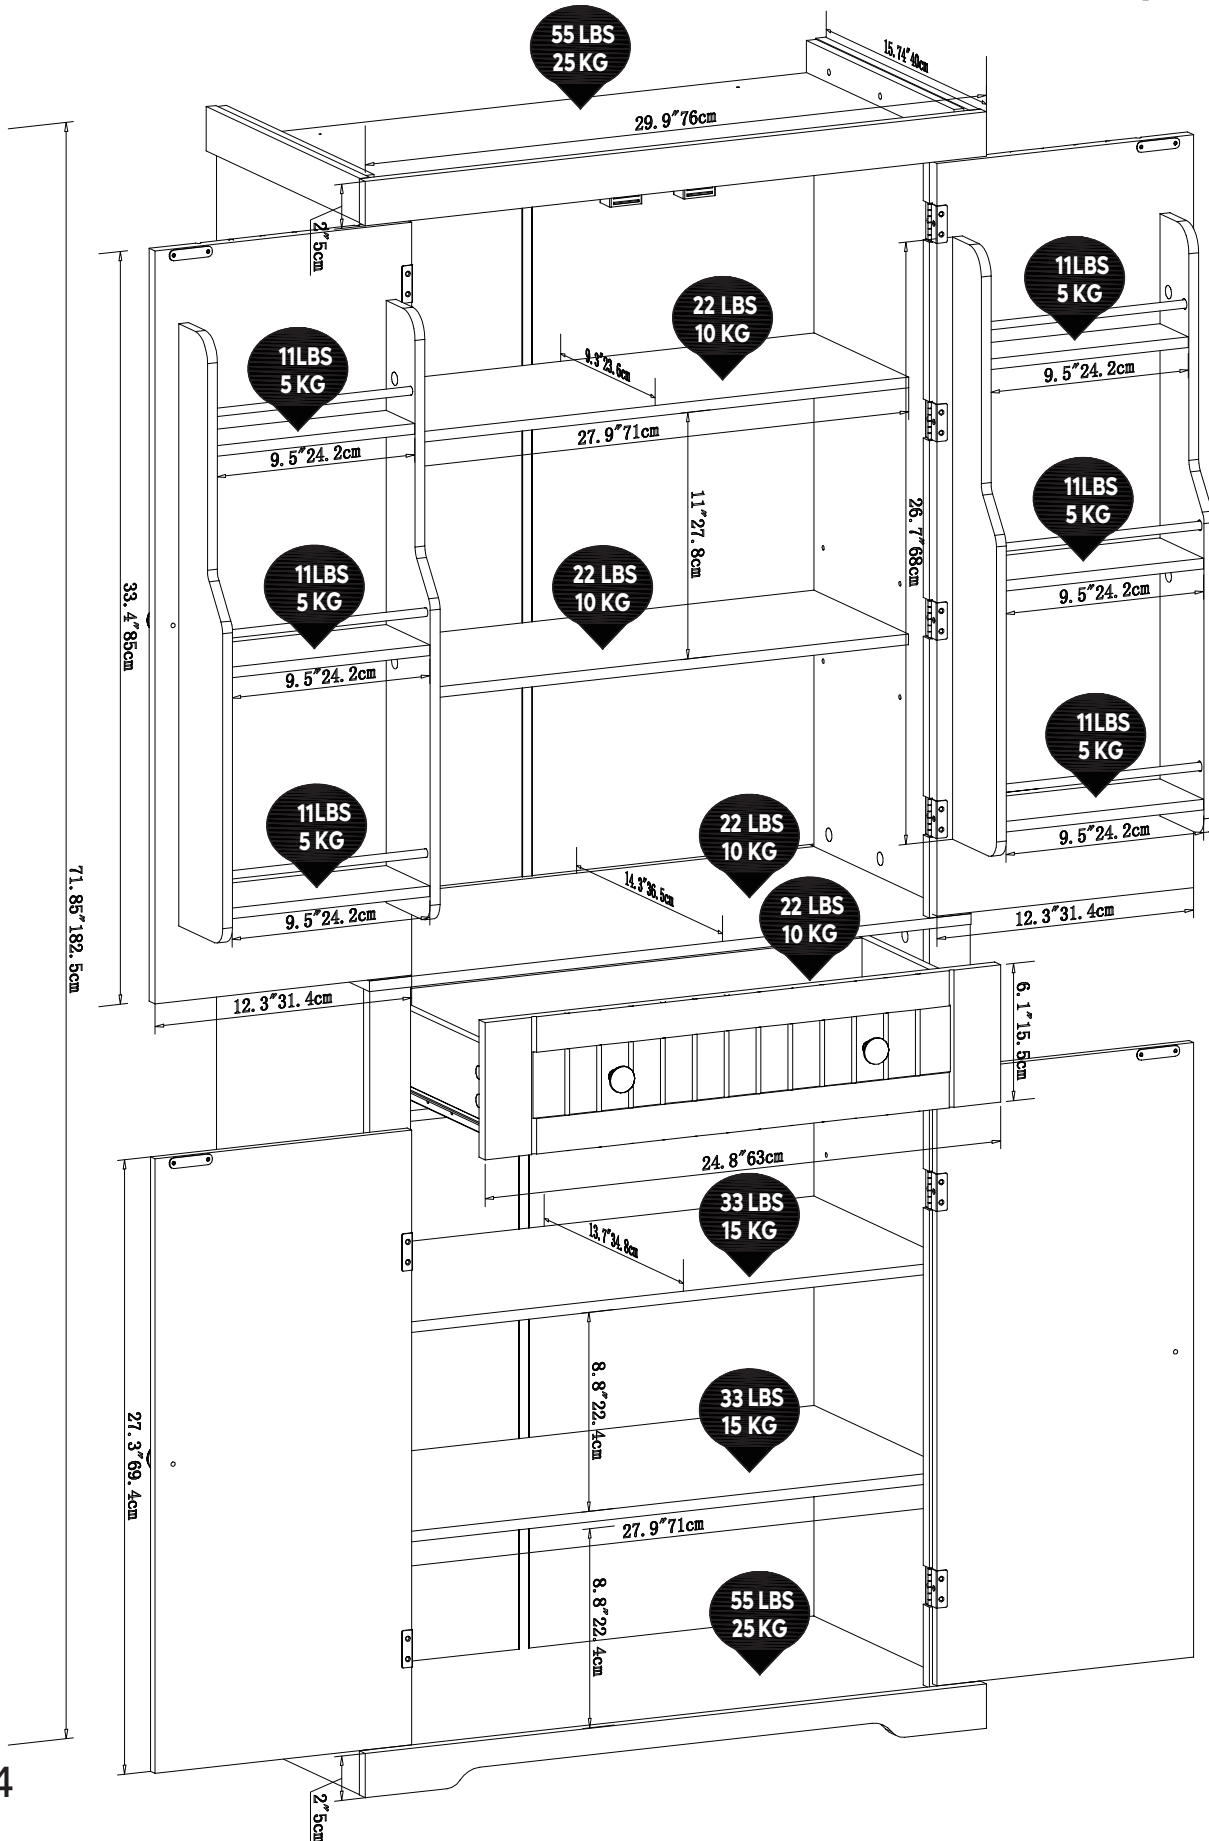 55 LBS
25 KG
15.74"40cm
29.9"76cm
2"5cm
11LBS
5 KG
22 LBS
10 KG
11LBS
5 KG
9.3"23.6cm
9.5"24.2cm
27.9"71cm
9.5"24.2cm
11"27.8cm
26.7"68cm
11LBS
5 KG
11LBS
5 KG
22 LBS
10 KG
9.5"24.2cm
33.4"85cm
9.5"24.2cm
11LBS
5 KG
11LBS
5 KG
22 LBS
10 KG
9.5"24.2cm
14.3"36.5cm
22 LBS
10 KG
9.5"24.2cm
12.3"31.4cm
71.85"182.5cm
12.3"31.4cm
6.1"15.5cm
24.8"63cm
33 LBS
15 KG
13.7"34.8cm
8.8"22.4cm
33 LBS
15 KG
27.3"69.4cm
27.9"71cm
8.8"22.4cm
55 LBS
25 KG
4
2"5cm